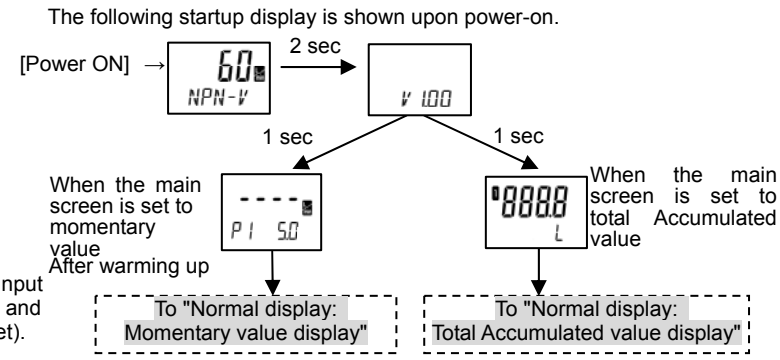 The following startup display is shown upon power-on.
2 sec
[Power ON] →
60
NPN-V
V 1.00
1 sec
1 sec
When the main
screen is set to
momentary
value
After warming up
- - - -
P1 5.0
8888
L
When the main
screen is set to
total Accumulated
value
input
and
et).
To "Normal display:
Momentary value display"
To "Normal display:
Total Accumulated value display"